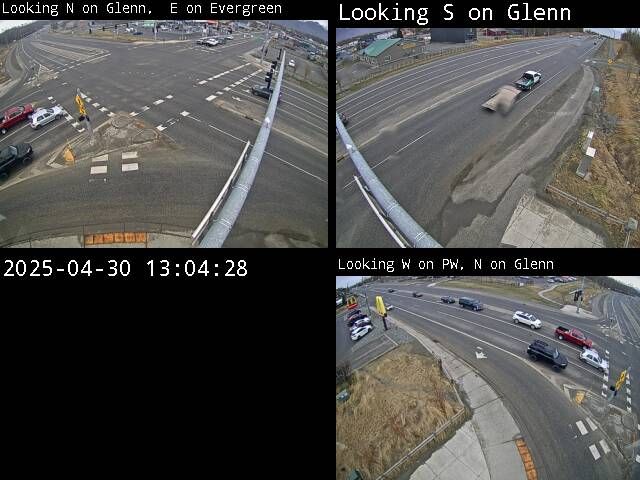 Looking N on Glenn, E on Evergreen
Looking S on Glenn
2025-04-30 13:04:28
Looking W on PW, N on Glenn